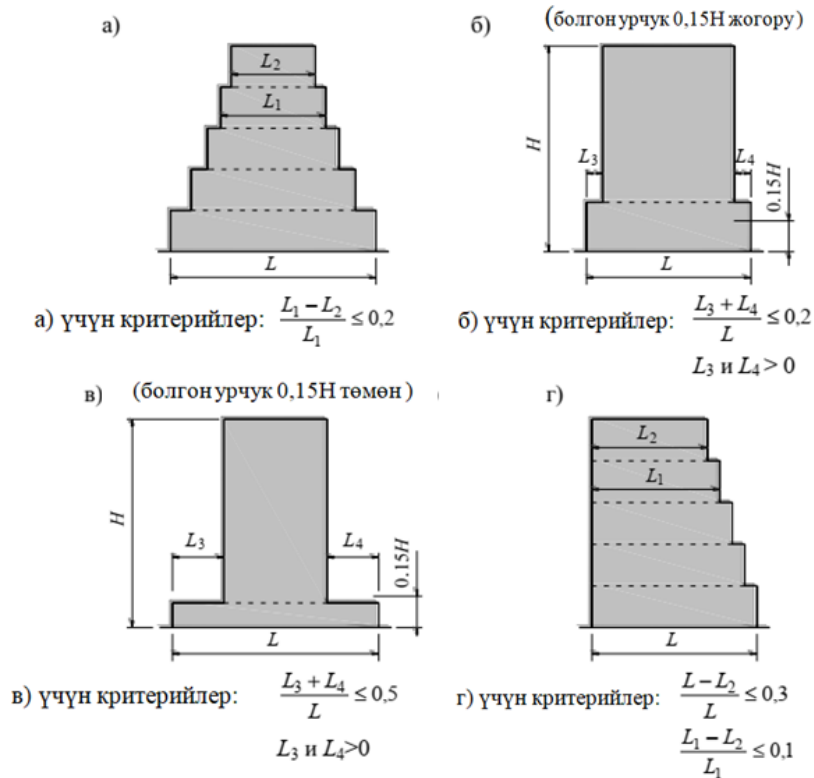 а)
L₂
L₁
L
а) үчүн критерийлер: (L₁ – L₂)/L₁ ≤ 0,2
б) (болгон урчук 0,15Н жогору)
H
L₃
L₄
0.15H
L
б) үчүн критерийлер: (L₃ + L₄)/L ≤ 0,2
L₃ и L₄ > 0
в) (болгон урчук 0,15Н төмөн )
H
L₃
L₄
0.15H
L
в) үчүн критерийлер: (L₃ + L₄)/L ≤ 0,5
L₃ и L₄>0
г)
L₂
L₁
L
г) үчүн критерийлер: (L – L₂)/L ≤ 0,3
(L₁ – L₂)/L₁ ≤ 0,1